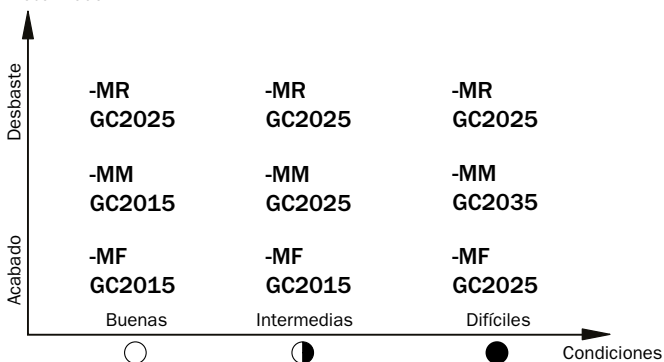 Desbaste
-MR
GC2025
-MR
GC2025
-MR
GC2025
-MM
GC2015
-MM
GC2025
-MM
GC2035
Acabado
-MF
GC2015
-MF
GC2015
-MF
GC2025
Buenas
Intermedias
Difíciles
Condiciones